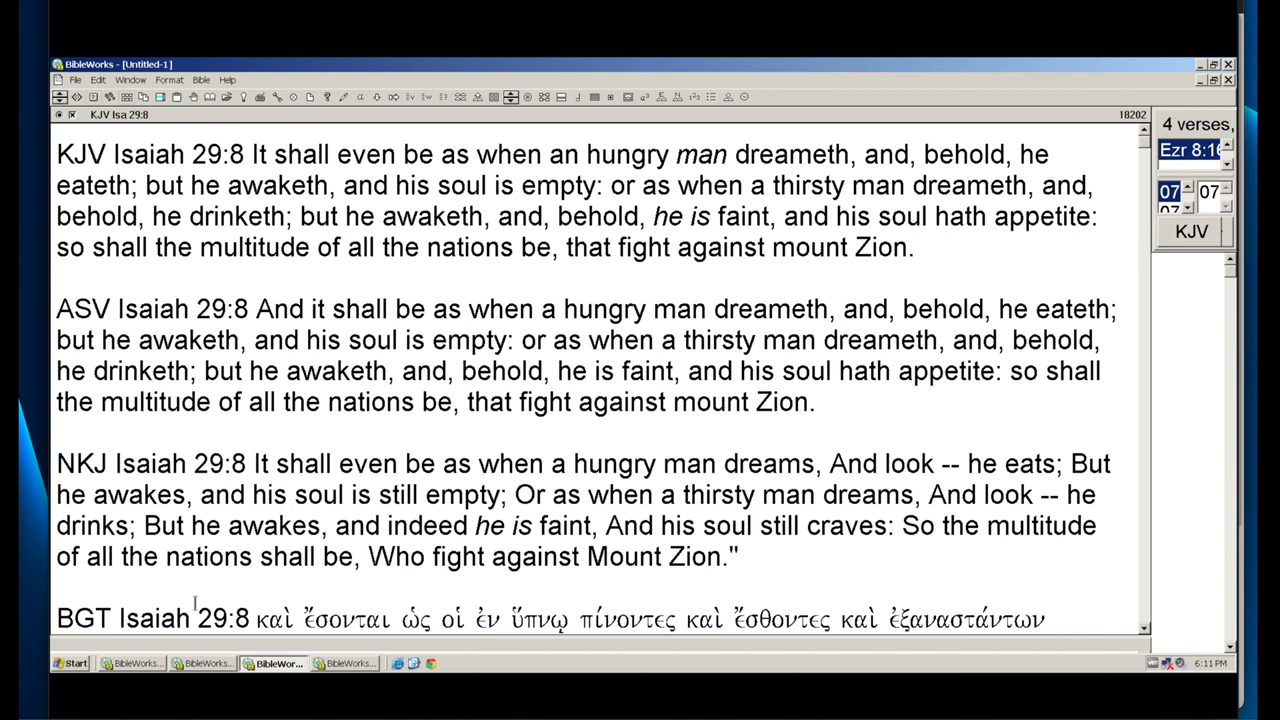 BibleWorks - [Untitled-1]
File Edit Window Format Bible Help
KJV Isa 29:8 18202
KJV Isaiah 29:8 It shall even be as when an hungry man dreameth, and, behold, he
eateth; but he awaketh, and his soul is empty: or as when a thirsty man dreameth, and,
behold, he drinketh; but he awaketh, and, behold, he is faint, and his soul hath appetite:
so shall the multitude of all the nations be, that fight against mount Zion.
ASV Isaiah 29:8 And it shall be as when a hungry man dreameth, and, behold, he eateth;
but he awaketh, and his soul is empty: or as when a thirsty man dreameth, and, behold,
he drinketh; but he awaketh, and, behold, he is faint, and his soul hath appetite: so shall
the multitude of all the nations be, that fight against mount Zion.
NKJ Isaiah 29:8 It shall even be as when a hungry man dreams, And look -- he eats; But
he awakes, and his soul is still empty; Or as when a thirsty man dreams, And look -- he
drinks; But he awakes, and indeed he is faint, And his soul still craves: So the multitude
of all the nations shall be, Who fight against Mount Zion."
BGT Isaiah 29:8 καὶ ἔσονται ὡς οἱ ἐν ὕπνῳ πίνοντες καὶ ἔσθοντες καὶ ἐξαναστάντων
4 verses,
Ezr 8:16
07 07
KJV
Start BibleWorks... BibleWorks... BibleWor... BibleWorks... 6:11 PM